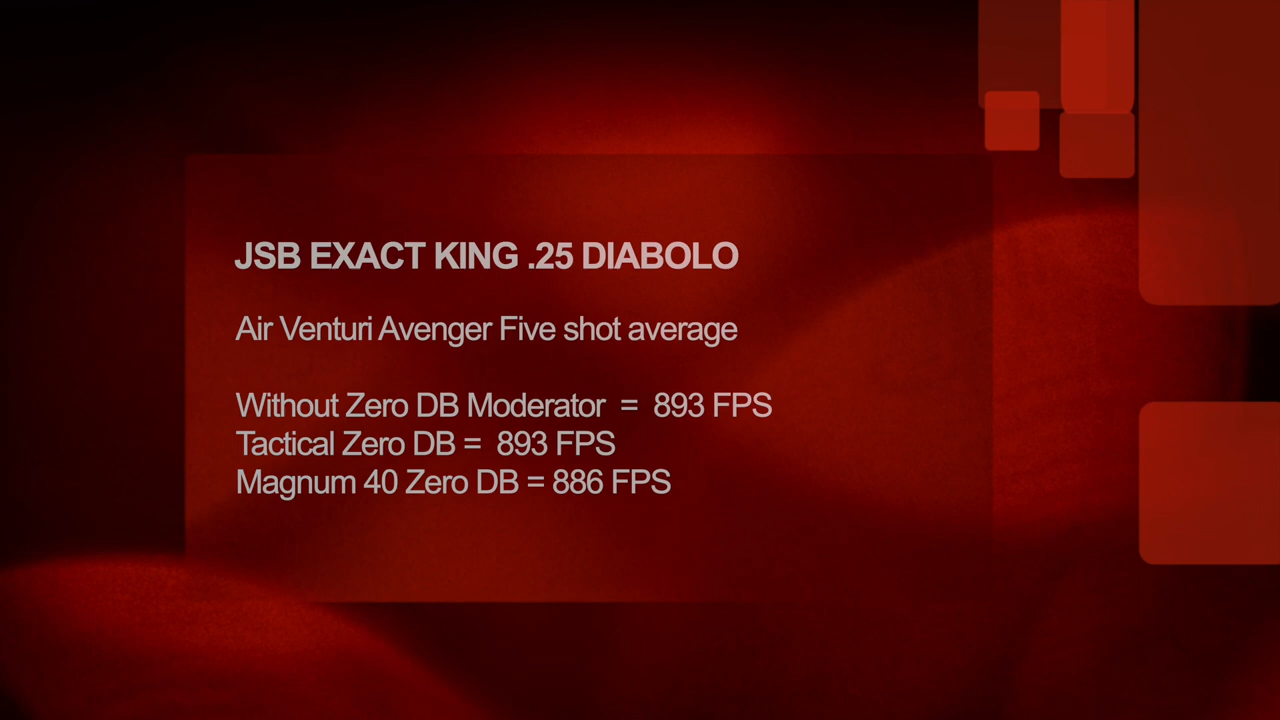 JSB EXACT KING .25 DIABOLO
Air Venturi Avenger Five shot average
Without Zero DB Moderator = 893 FPS
Tactical Zero DB = 893 FPS
Magnum 40 Zero DB = 886 FPS